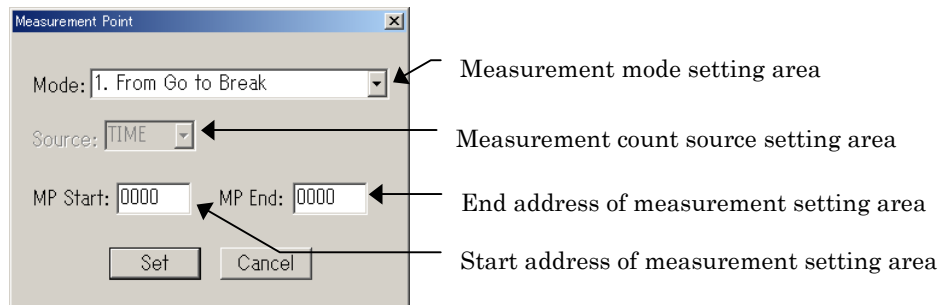 Measurement Point
Mode: 1. From Go to Break
Measurement mode setting area
Source: TIME
Measurement count source setting area
MP Start: 0000 MP End: 0000
End address of measurement setting area
Set Cancel
Start address of measurement setting area